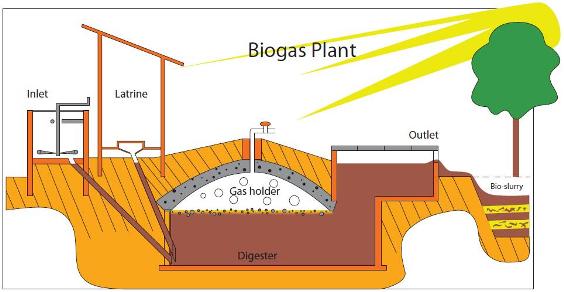 Biogas Plant
Inlet
Latrine
Outlet
Gas holder
Bio-slurry
Digester